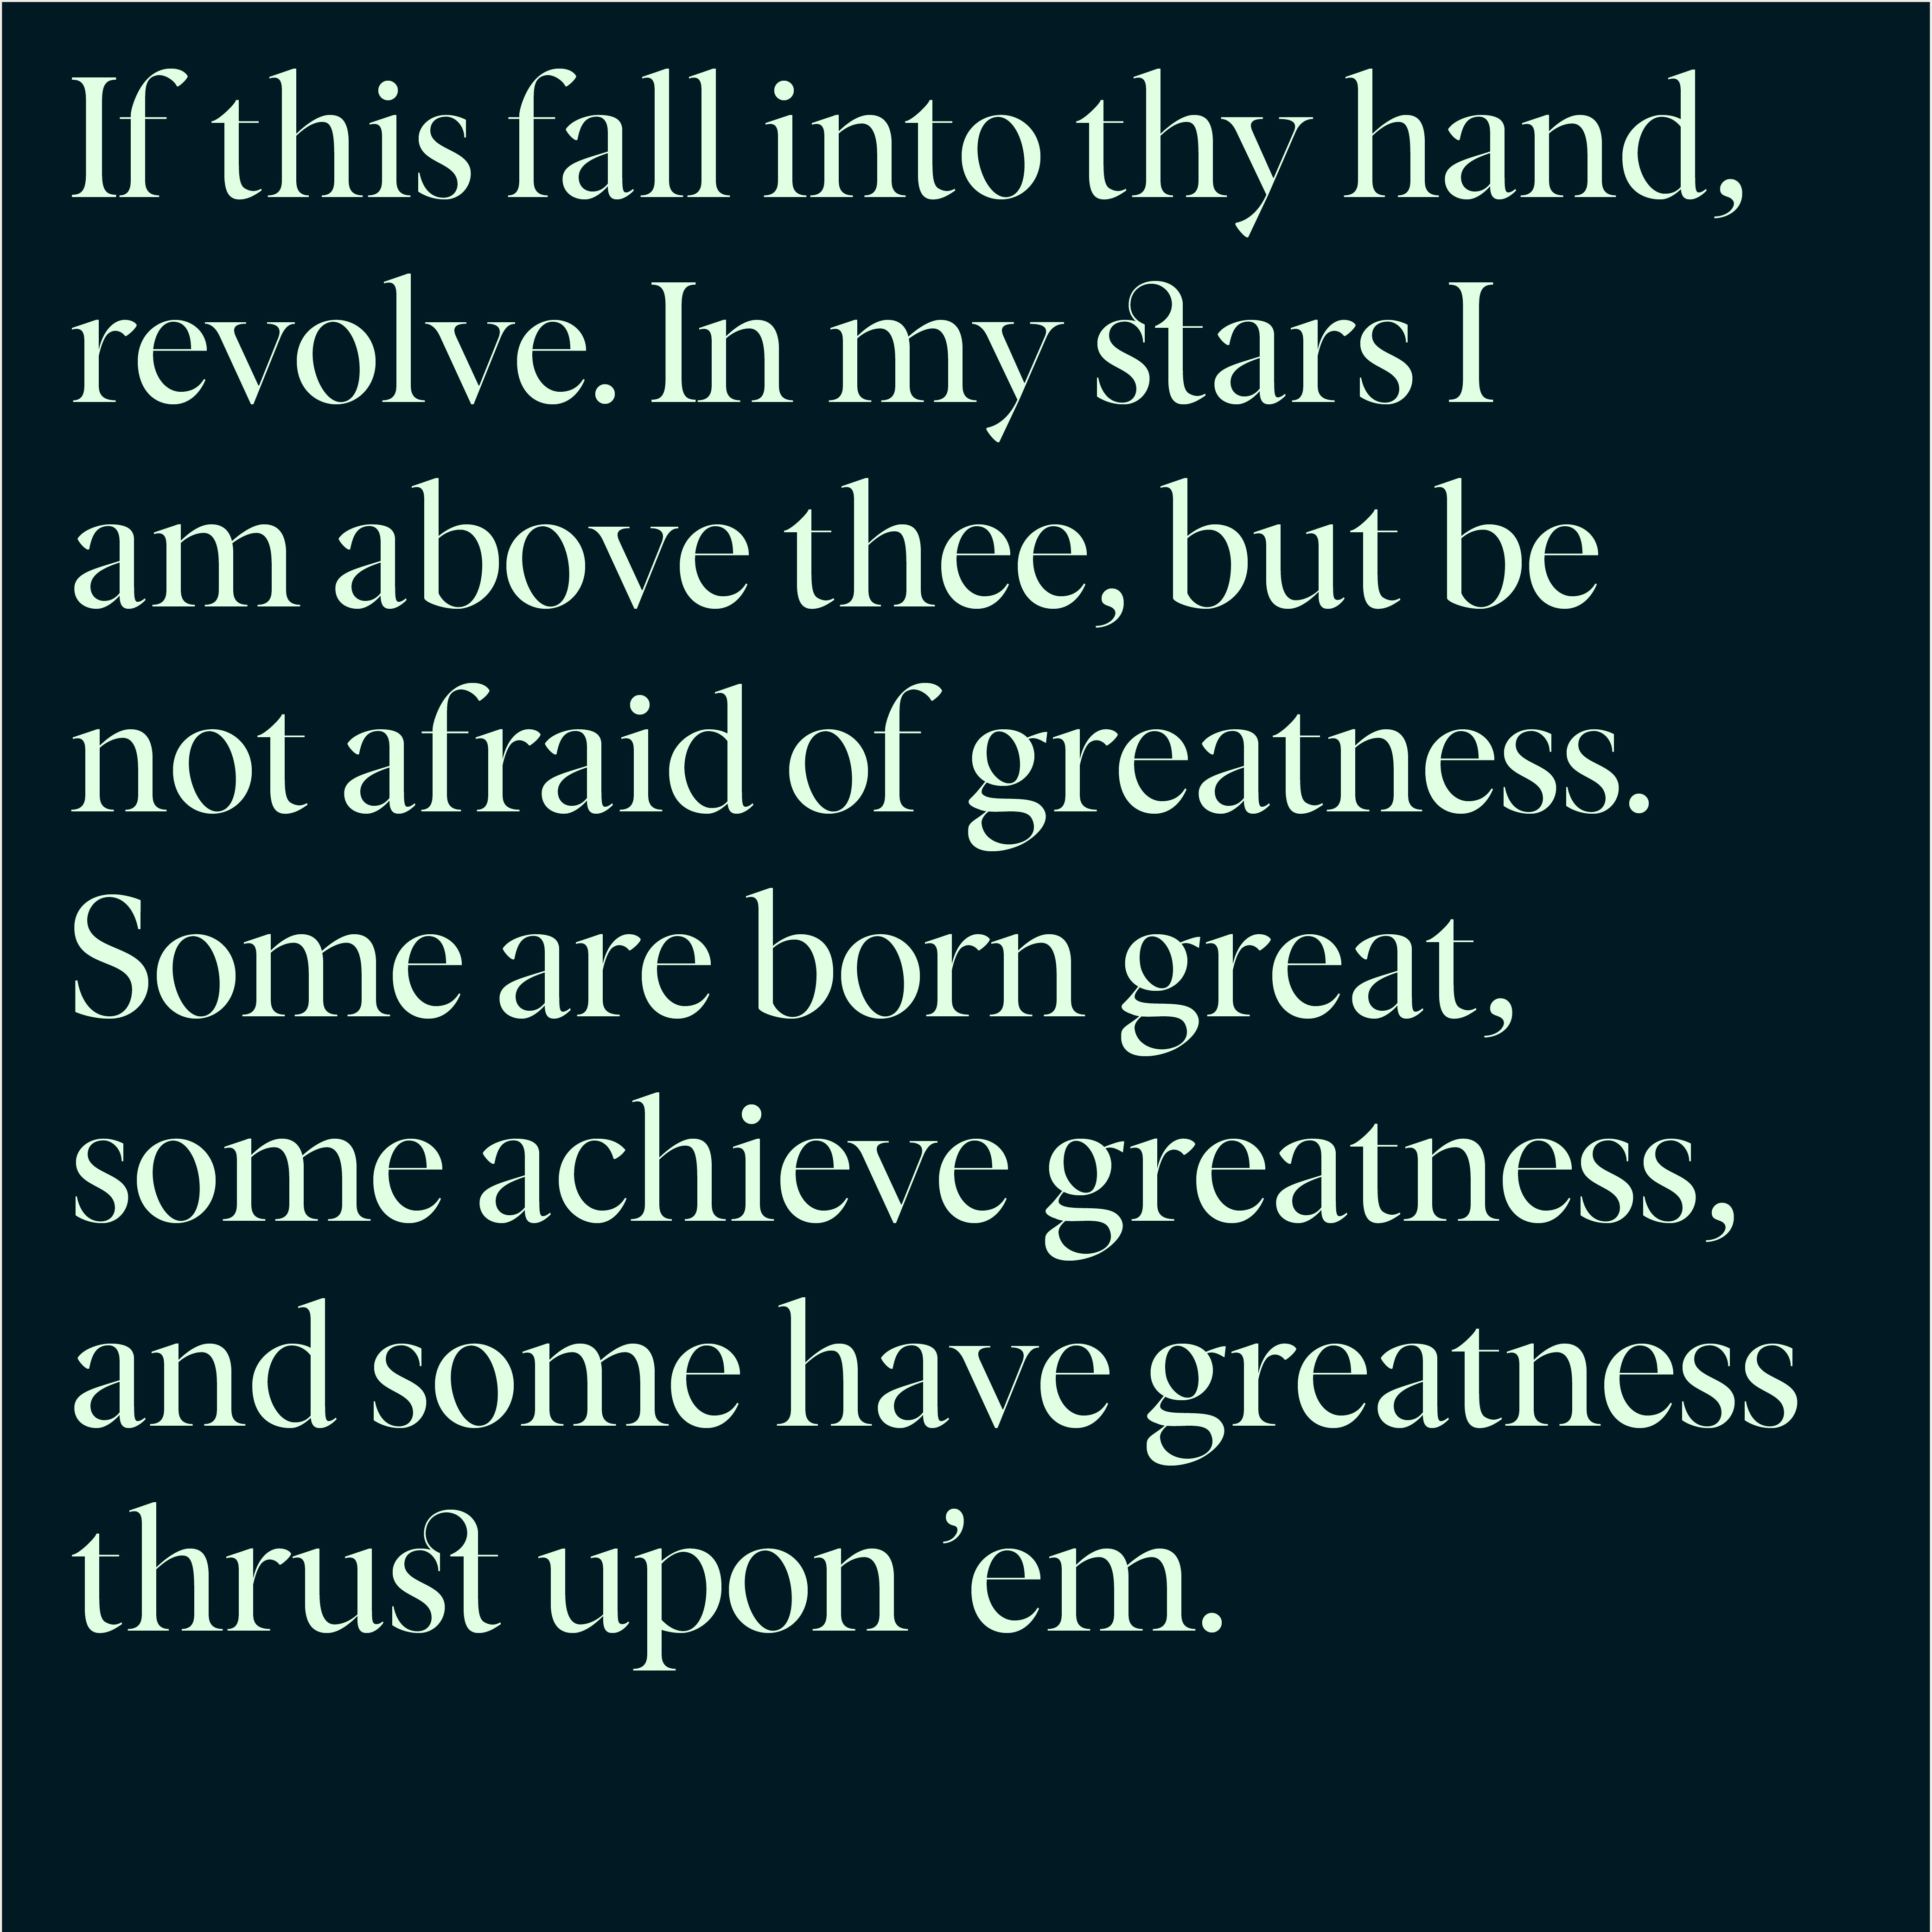 If this fall into thy hand,
revolve. In my stars I
am above thee, but be
not afraid of greatness.
Some are born great,
some achieve greatness,
and some have greatness
thrust upon ’em.